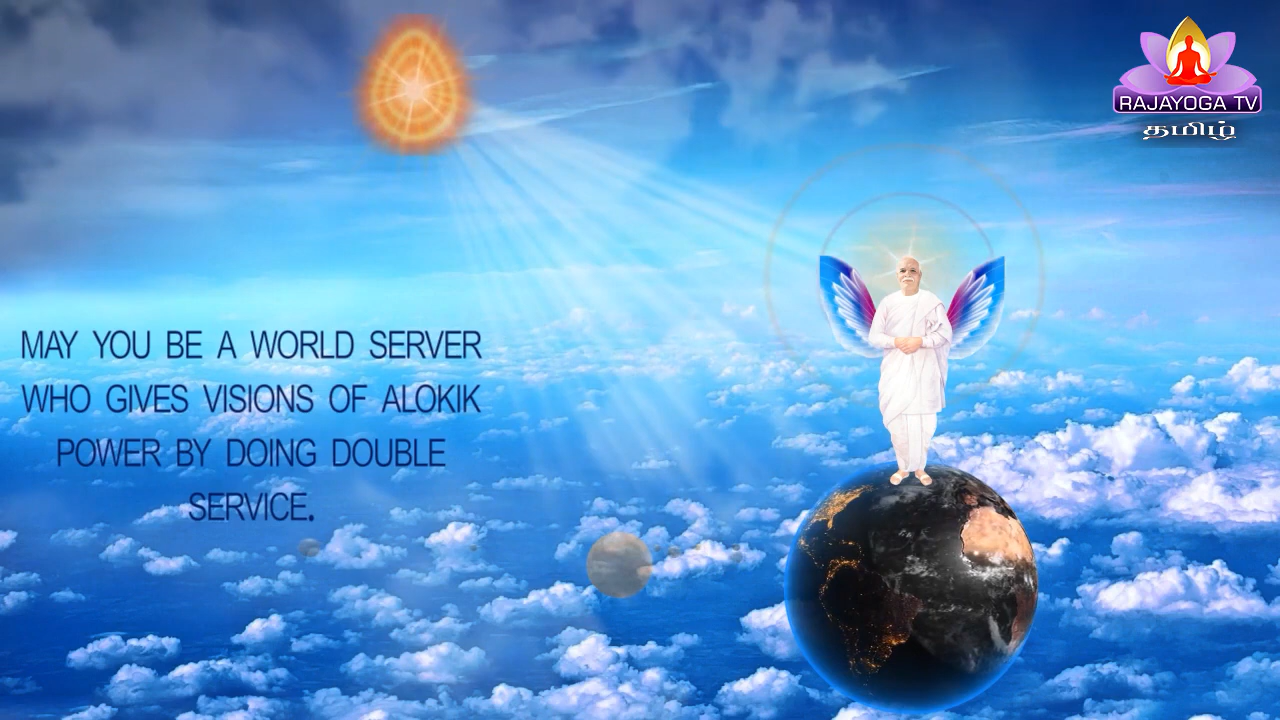 RAJAYOGA TV
தமிழ்
MAY YOU BE A WORLD SERVER
WHO GIVES VISIONS OF ALOKIK
POWER BY DOING DOUBLE
SERVICE.